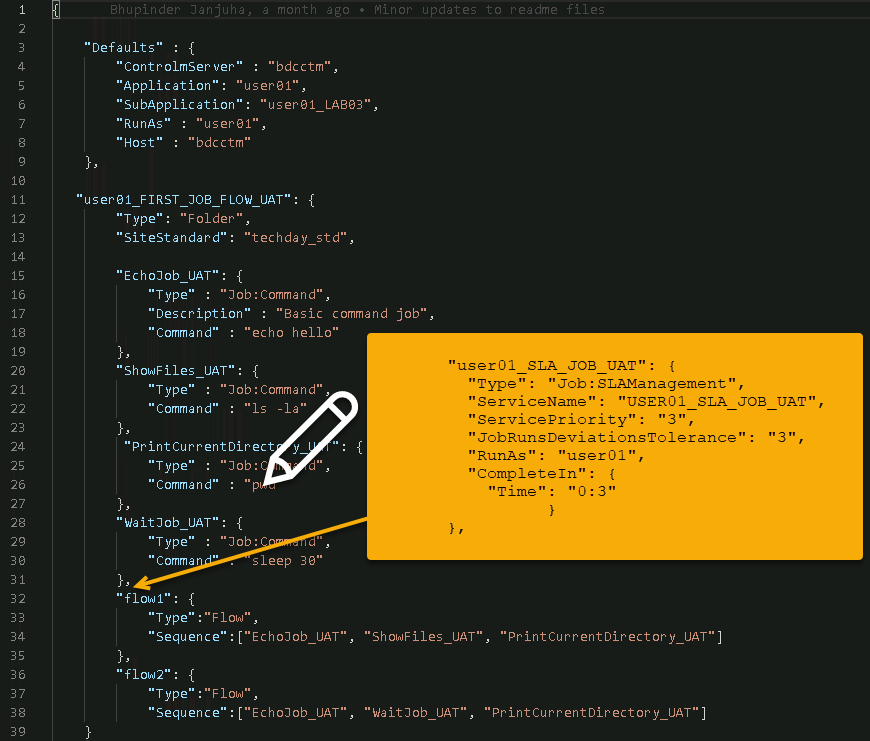 1 { Bhupinder Janjuha, a month ago • Minor updates to readme files
2
3 "Defaults" : {
4 "ControlmServer" : "bdcctm",
5 "Application": "user01",
6 "SubApplication": "user01_LAB03",
7 "RunAs" : "user01",
8 "Host" : "bdcctm"
9 },
10
11 "user01_FIRST_JOB_FLOW_UAT": {
12 "Type": "Folder",
13 "SiteStandard": "techday_std",
14
15 "EchoJob_UAT": {
16 "Type" : "Job:Command",
17 "Description" : "Basic command job",
18 "Command" : "echo hello"
19 },
20 "ShowFiles_UAT": {
21 "Type" : "Job:Command",
22 "Command" : "ls -la"
23 },
24 "PrintCurrentDirectory_UAT": {
25 "Type" : "Job:Command",
26 "Command" : "pwd"
27 },
28 "WaitJob_UAT": {
29 "Type" : "Job:Command",
30 "Command" : "sleep 30"
31 },
32 "flow1": {
33 "Type":"Flow",
34 "Sequence":["EchoJob_UAT", "ShowFiles_UAT", "PrintCurrentDirectory_UAT"]
35 },
36 "flow2": {
37 "Type":"Flow",
38 "Sequence":["EchoJob_UAT", "WaitJob_UAT", "PrintCurrentDirectory_UAT"]
39 }
"user01_SLA_JOB_UAT": {
"Type": "Job:SLAManagement",
"ServiceName": "USER01_SLA_JOB_UAT",
"ServicePriority": "3",
"JobRunsDeviationsTolerance": "3",
"RunAs": "user01",
"CompleteIn": {
"Time": "0:3"
}
},